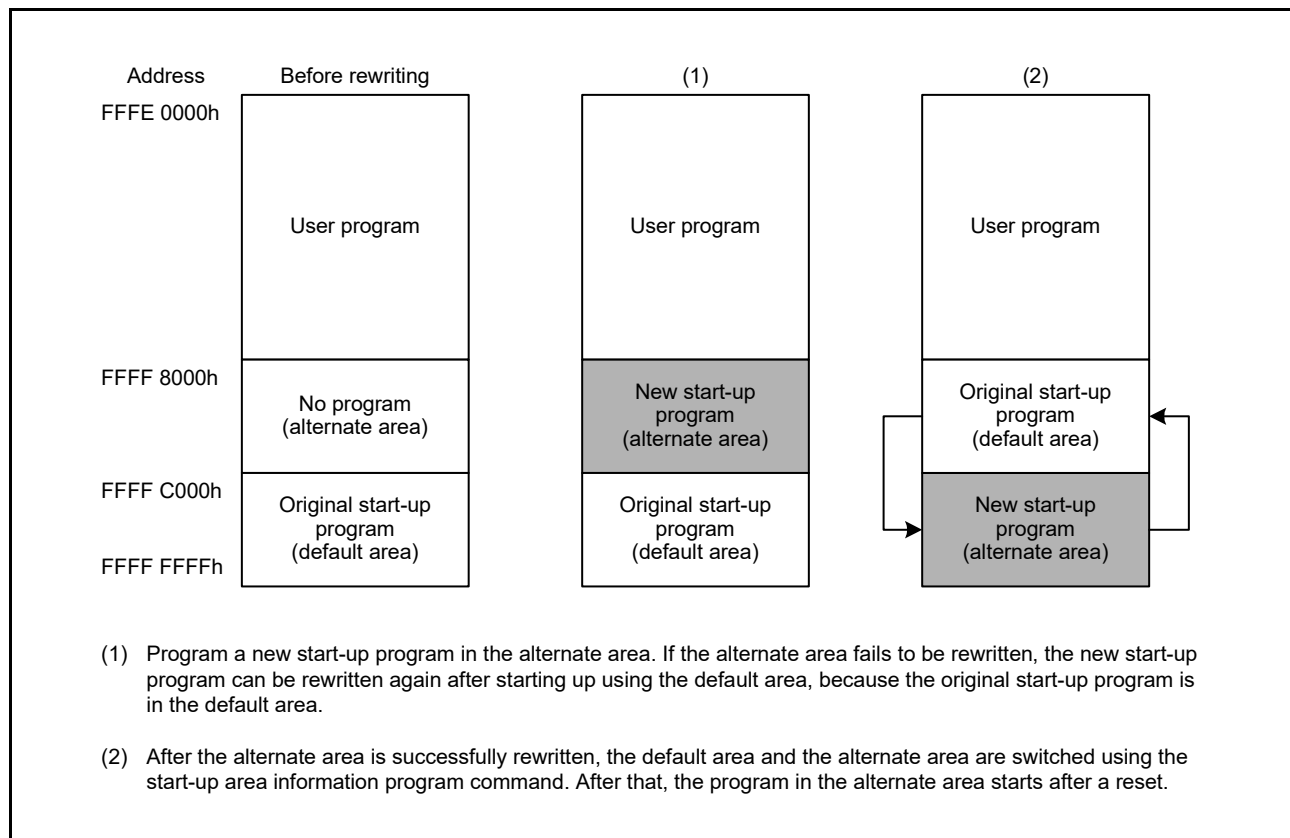 Address
Before rewriting
(1)
(2)
FFFE 0000h
User program
User program
User program
FFFF 8000h
No program
(alternate area)
New start-up
program
(alternate area)
Original start-up
program
(default area)
FFFF C000h
Original start-up
program
(default area)
Original start-up
program
(default area)
New start-up
program
(alternate area)
FFFF FFFFh
(1) Program a new start-up program in the alternate area. If the alternate area fails to be rewritten, the new start-up
program can be rewritten again after starting up using the default area, because the original start-up program is
in the default area.
(2) After the alternate area is successfully rewritten, the default area and the alternate area are switched using the
start-up area information program command. After that, the program in the alternate area starts after a reset.